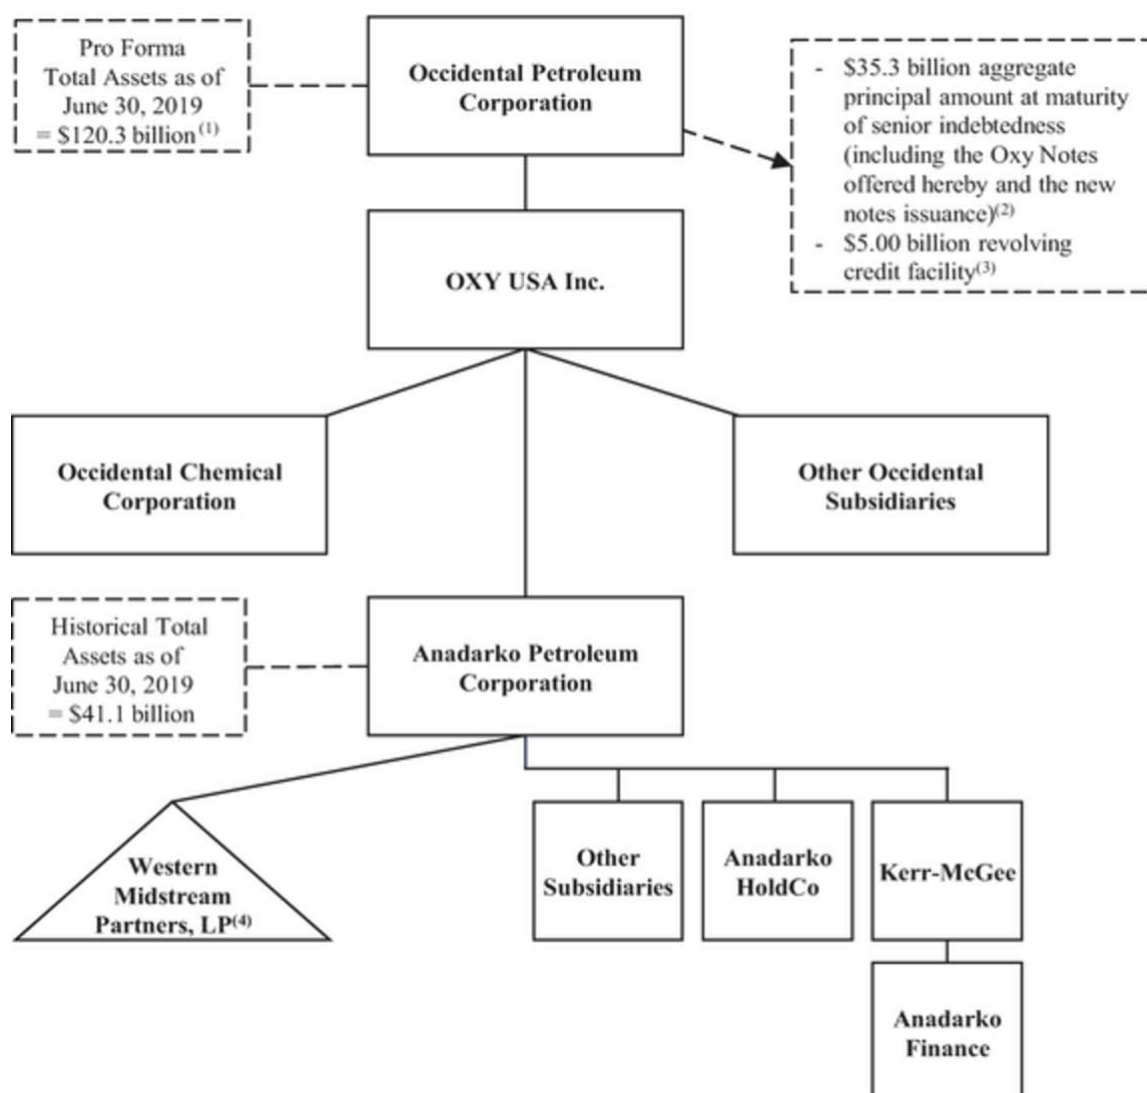 Pro Forma
Total Assets as of
June 30, 2019
= $120.3 billion(1)
Occidental Petroleum
Corporation
- $35.3 billion aggregate
principal amount at maturity
of senior indebtedness
(including the Oxy Notes
offered hereby and the new
notes issuance)(2)
- $5.00 billion revolving
credit facility(3)
OXY USA Inc.
Occidental Chemical
Corporation
Other Occidental
Subsidiaries
Historical Total
Assets as of
June 30, 2019
= $41.1 billion
Anadarko Petroleum
Corporation
Western
Midstream
Partners, LP(4)
Other
Subsidiaries
Anadarko
HoldCo
Kerr-McGee
Anadarko
Finance